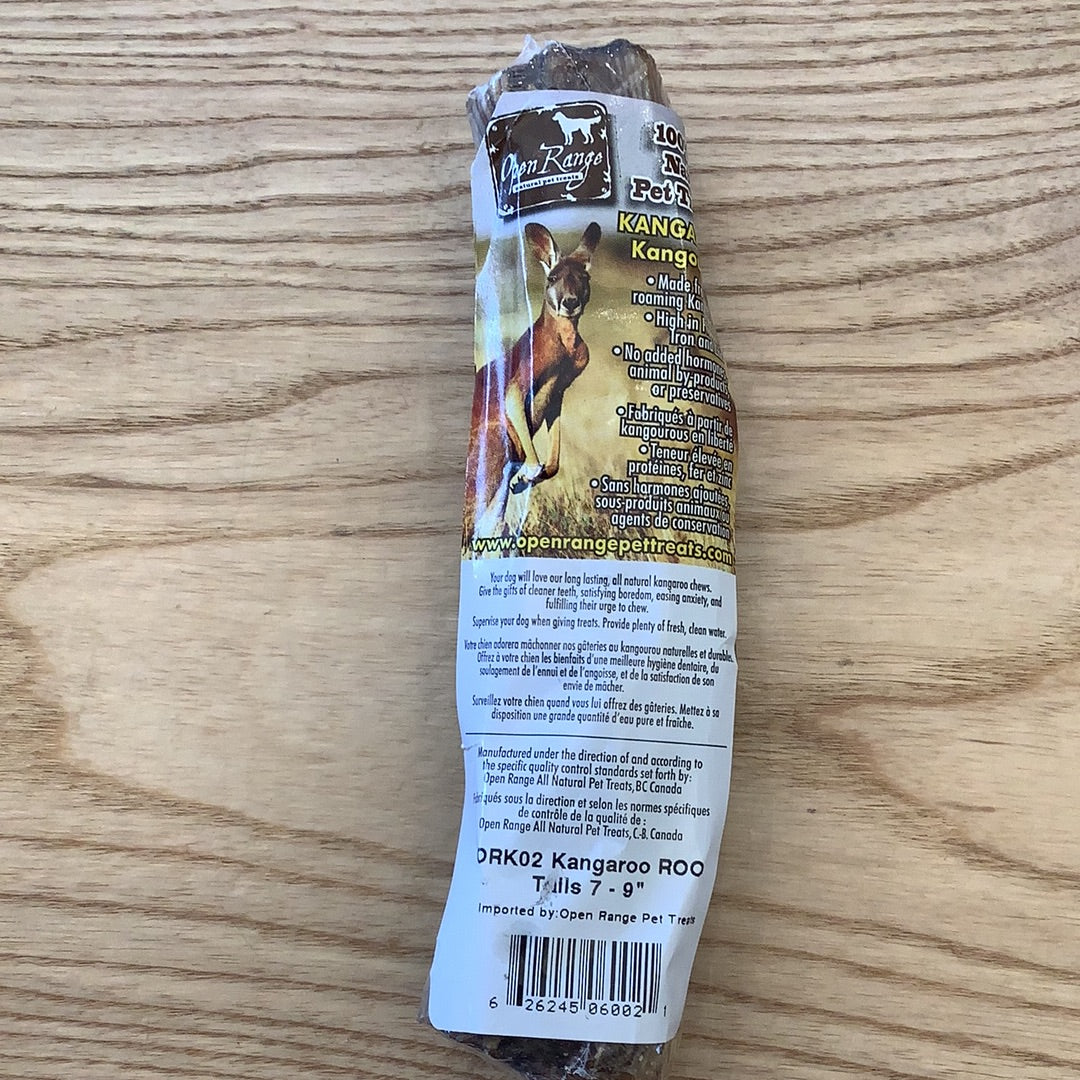 Open Range
natural pet treats
Pet
• Made
roaming
• High in
Iron and
• No added hormones
animal by-products
or preservatives
• Fabriqués à partir de
kangourous en liberté
• Teneur élevée en
protéines, fer et zinc
• Sans harmones ajoutées,
sous-produits animaux ou
agents de conservation
www.openrangepettreats.com
Your dog will love our long lasting, all natural kangaroo chews.
Give the gifts of cleaner teeth, satisfying boredom, easing anxiety, and
fulfilling their urge to chew.
Supervise your dog when giving treats. Provide plenty of fresh, clean water.
Votre chien adorera mâchonner nos gâteries au kangourou naturelles et durables.
Offrez à votre chien les bienfaits d'une meilleure hygiène dentaire, du
soulagement de l'ennui et de l'angoisse, et de la satisfaction de son
envie de mâcher.
Surveillez votre chien quand vous lui offrez des gâteries. Mettez à sa
disposition une grande quantité d'eau pure et fraîche.
Manufactured under the direction of and according to
the specific quality control standards set forth by:
Open Range All Natural Pet Treats, BC Canada
Fabriqués sous la direction et selon les normes spécifiques
de contrôle de la qualité de :
Open Range All Natural Pet Treats, C.-B. Canada
ORK02 Kangaroo ROO
Tails 7 - 9"
Imported by:Open Range Pet Treats
6 26245 06002 1